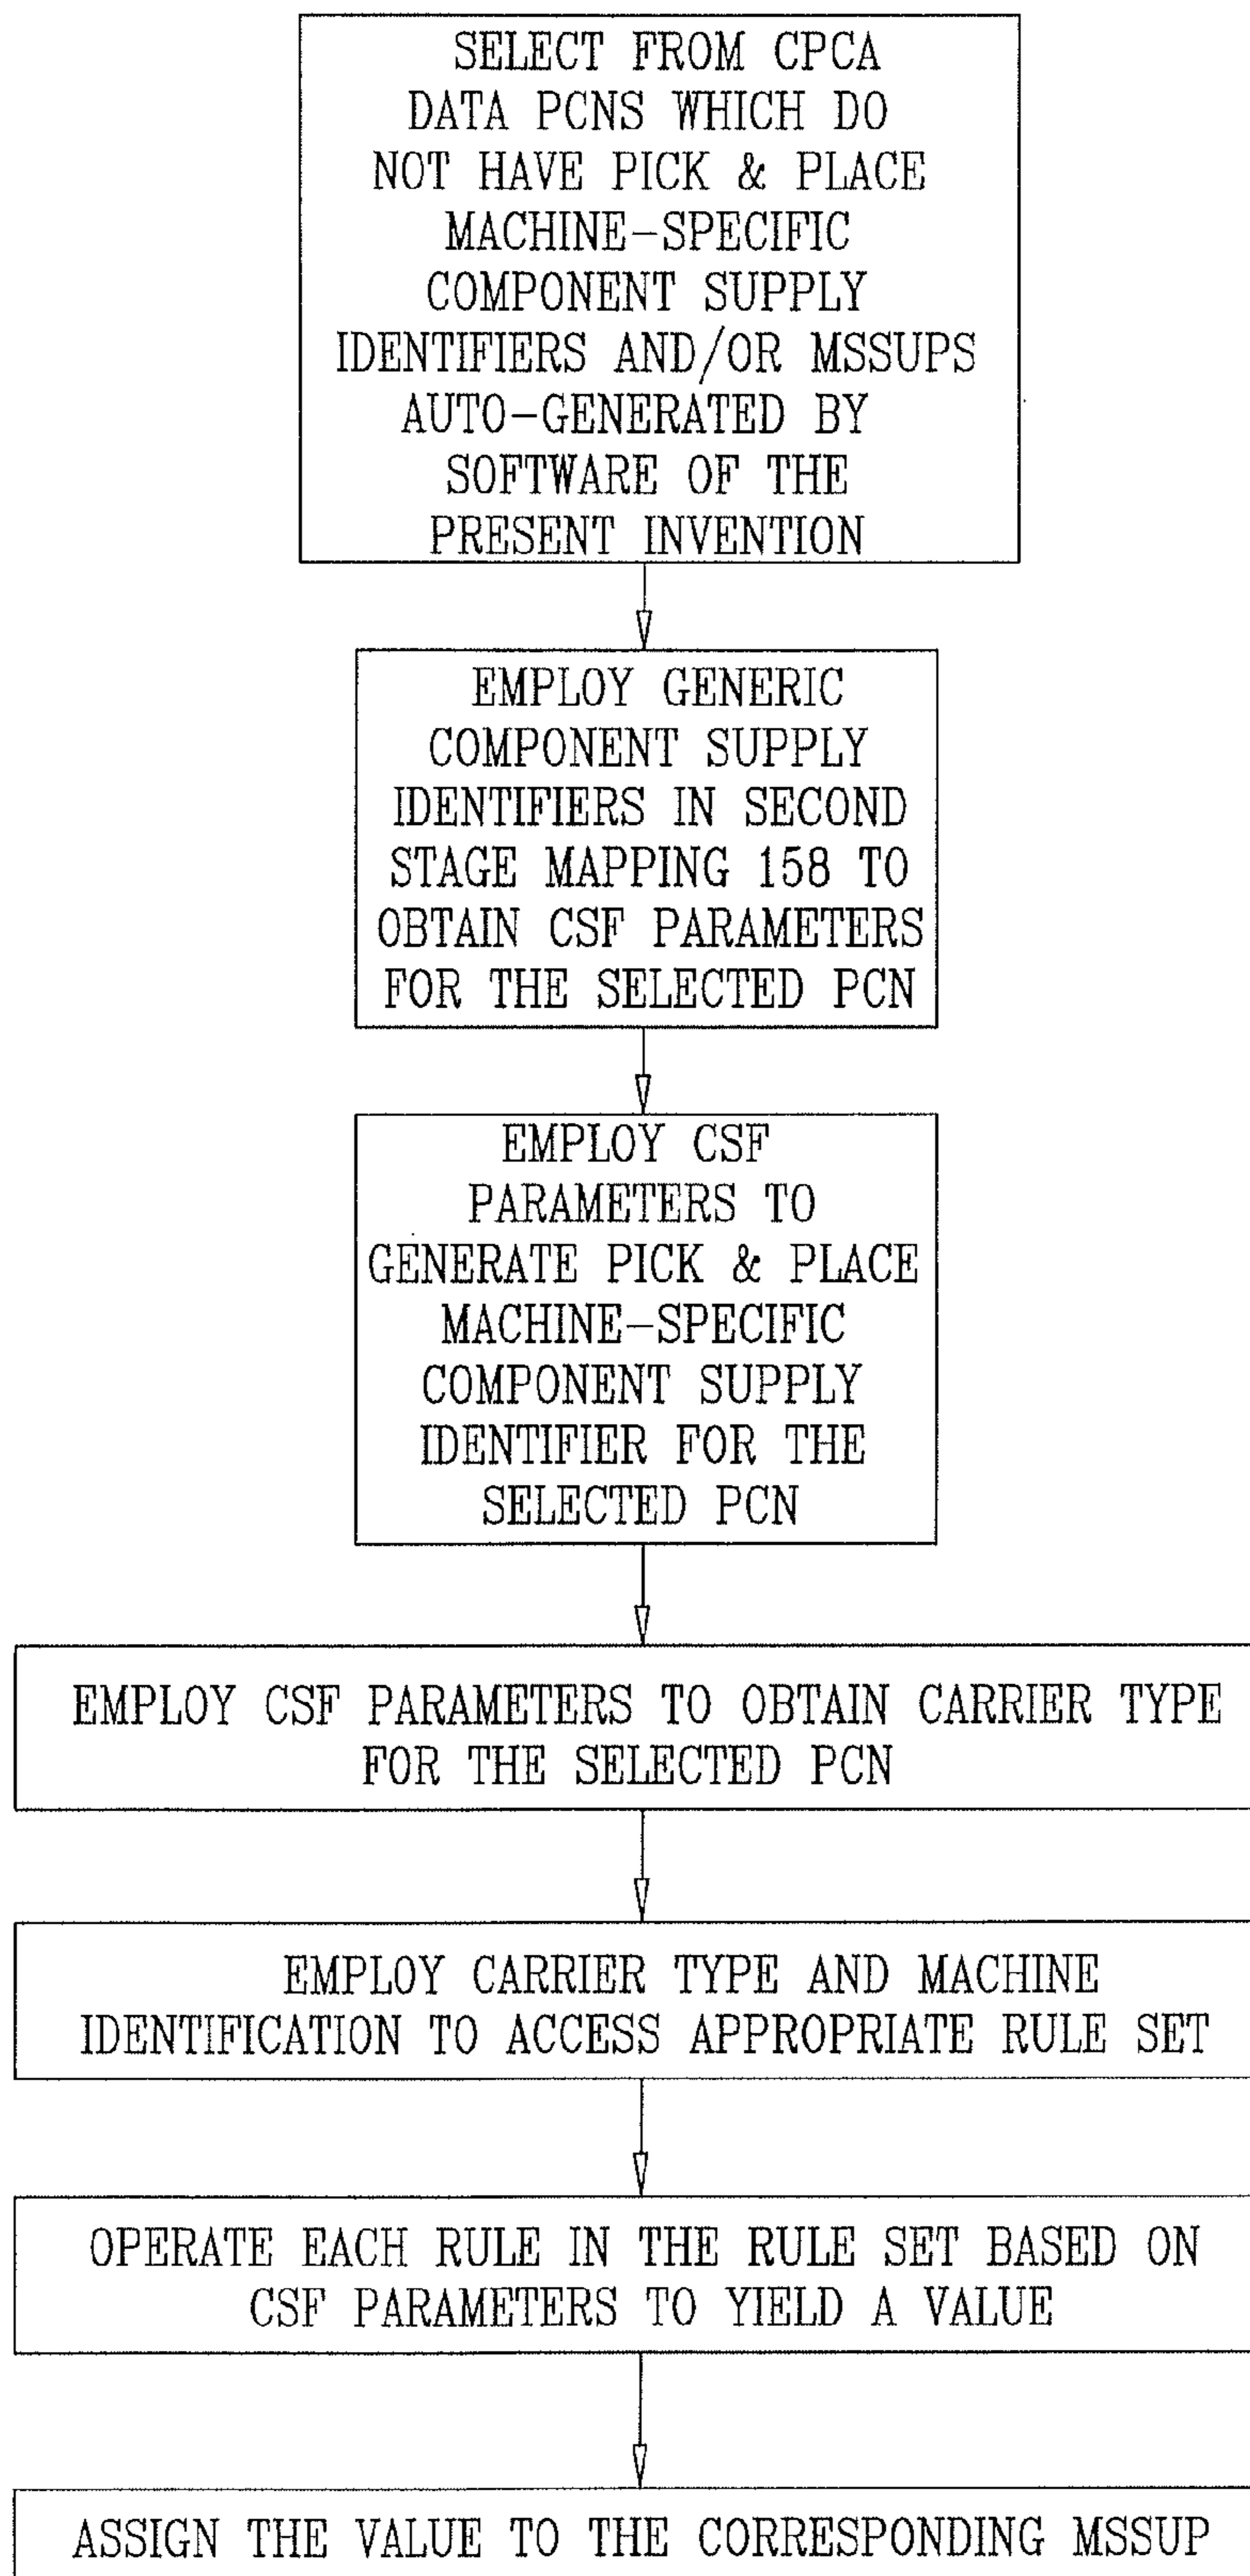 SELECT FROM CPCA
DATA PCNS WHICH DO
NOT HAVE PICK & PLACE
MACHINE-SPECIFIC
COMPONENT SUPPLY
IDENTIFIERS AND/OR MSSUPS
AUTO-GENERATED BY
SOFTWARE OF THE
PRESENT INVENTION
EMPLOY GENERIC
COMPONENT SUPPLY
IDENTIFIERS IN SECOND
STAGE MAPPING 158 TO
OBTAIN CSF PARAMETERS
FOR THE SELECTED PCN
EMPLOY CSF
PARAMETERS TO
GENERATE PICK & PLACE
MACHINE-SPECIFIC
COMPONENT SUPPLY
IDENTIFIER FOR THE
SELECTED PCN
EMPLOY CSF PARAMETERS TO OBTAIN CARRIER TYPE
FOR THE SELECTED PCN
EMPLOY CARRIER TYPE AND MACHINE
IDENTIFICATION TO ACCESS APPROPRIATE RULE SET
OPERATE EACH RULE IN THE RULE SET BASED ON
CSF PARAMETERS TO YIELD A VALUE
ASSIGN THE VALUE TO THE CORRESPONDING MSSUP